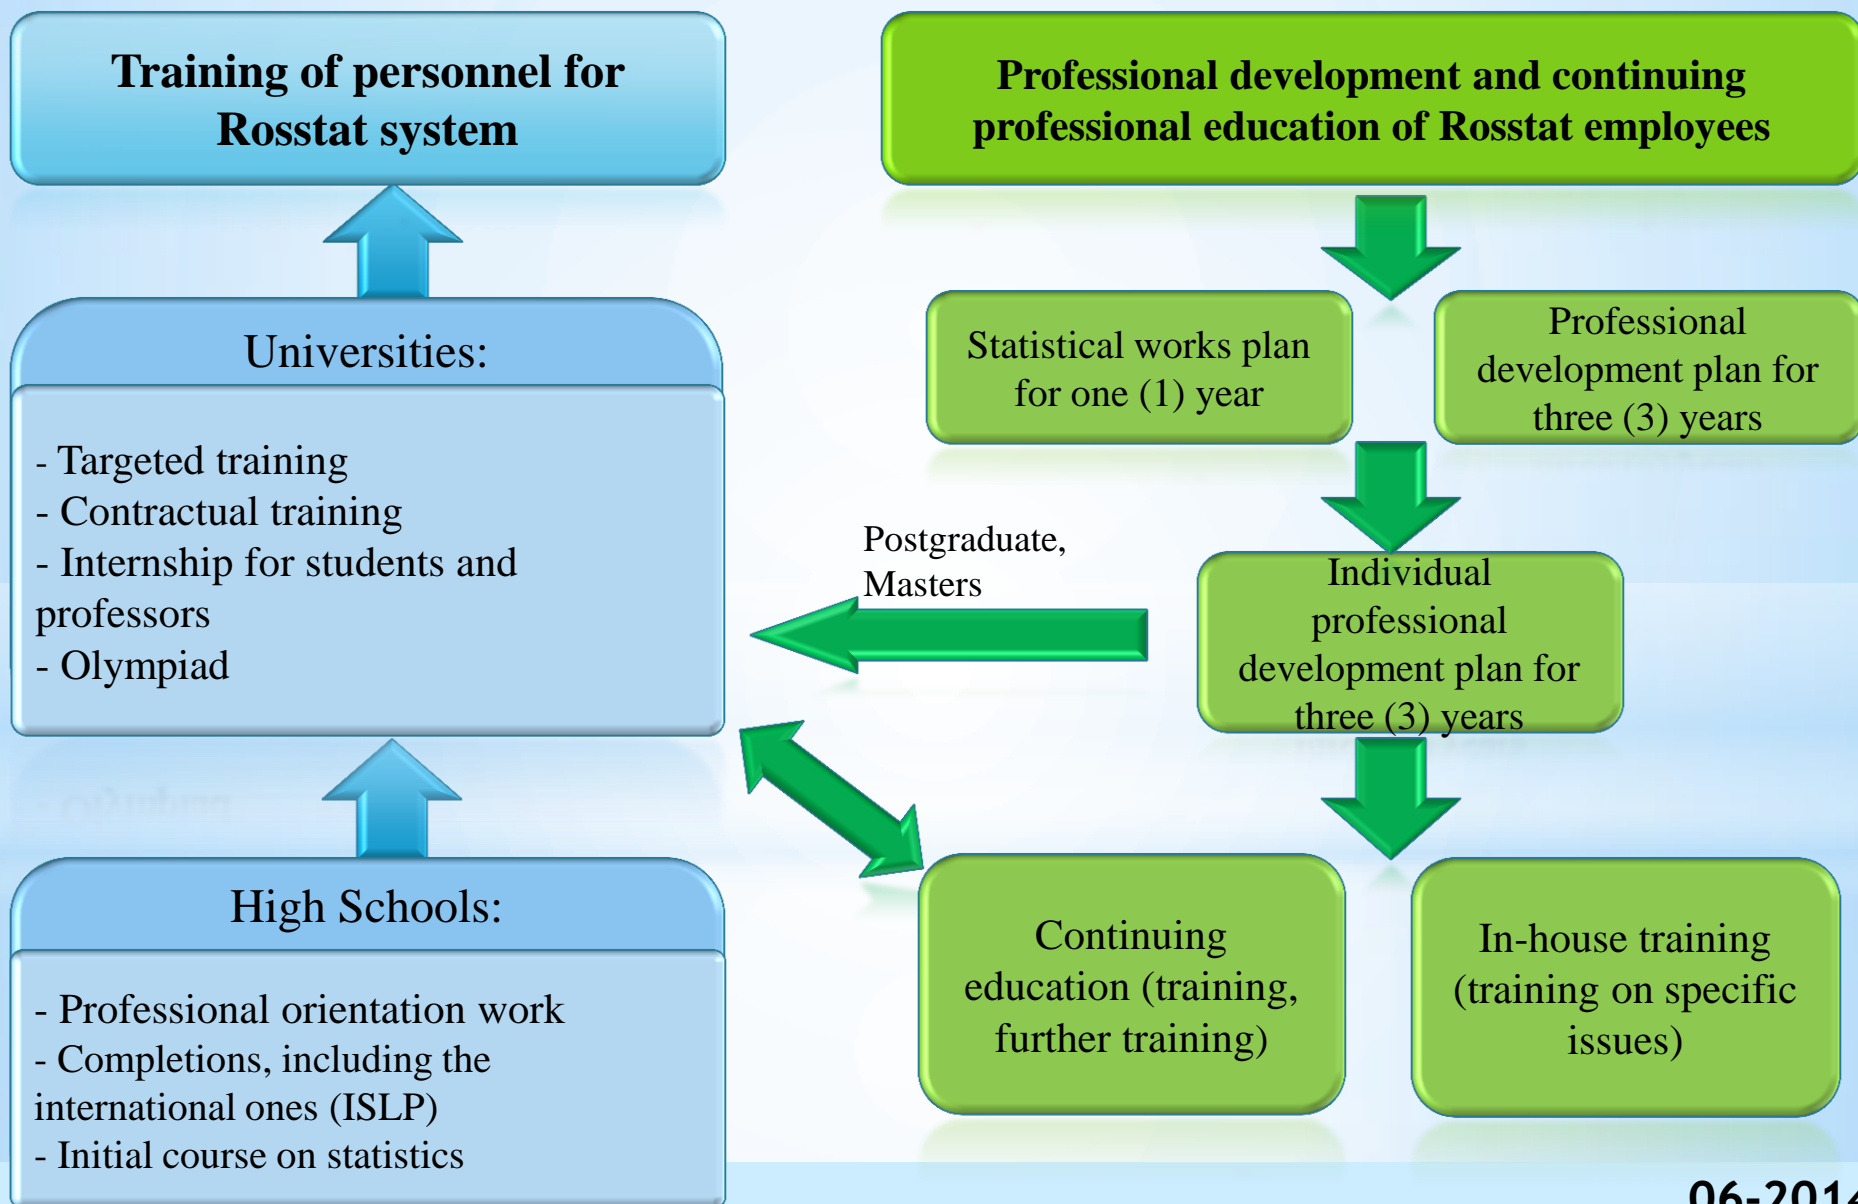 Training of personnel for
Rosstat system
Universities:
- Targeted training
- Contractual training
- Internship for students and
professors
- Olympiad
High Schools:
- Professional orientation work
- Completions, including the
international ones (ISLP)
- Initial course on statistics
Professional development and continuing
professional education of Rosstat employees
Statistical works plan
for one (1) year
Professional
development plan for
three (3) years
Postgraduate,
Masters
Individual
professional
development plan for
three (3) years
Continuing
education (training,
further training)
In-house training
(training on specific
issues)